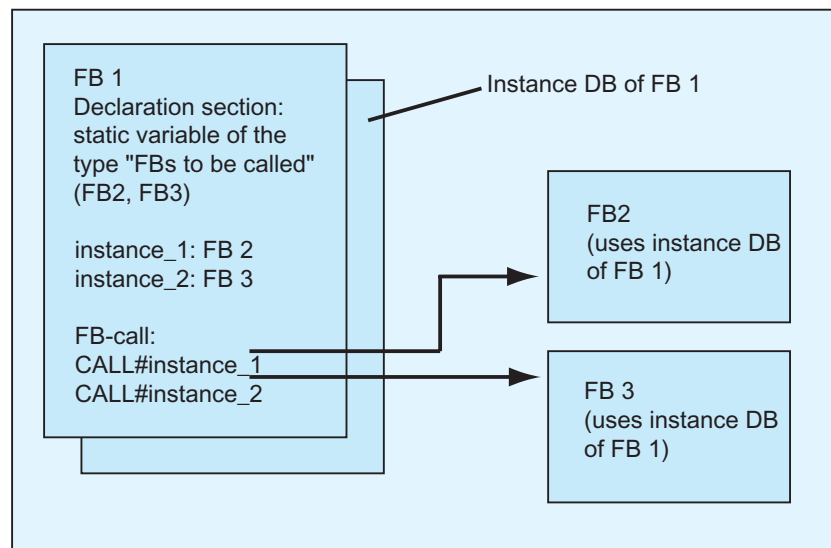 FB 1
Declaration section:
static variable of the
type "FBs to be called"
(FB2, FB3)
instance_1: FB 2
instance_2: FB 3
FB-call:
CALL#instance_1
CALL#instance_2
Instance DB of FB 1
FB2
(uses instance DB
of FB 1)
FB 3
(uses instance DB
of FB 1)